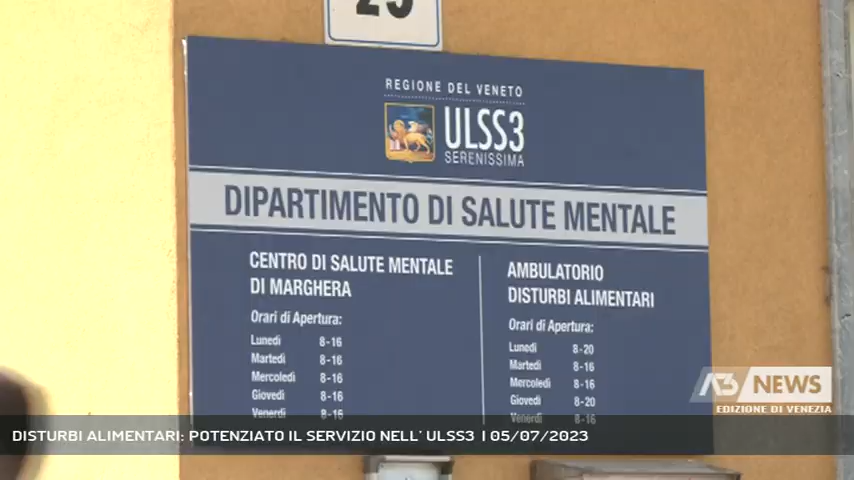 REGIONE DEL VENETO
ULSS3
SERENISSIMA
DIPARTIMENTO DI SALUTE MENTALE
CENTRO DI SALUTE MENTALE
DI MARGHERA
Orari di Apertura:
Lunedì 8-16
Martedì 8-16
Mercoledì 8-16
Giovedì 8-16
Venerdì 8-16
AMBULATORIO
DISTURBI ALIMENTARI
Orari di Apertura:
Lunedì 8-20
Martedì 8-16
Mercoledì 8-16
Giovedì 8-20
Venerdì 8-16
A3 NEWS
EDIZIONE DI VENEZIA
DISTURBI ALIMENTARI: POTENZIATO IL SERVIZIO NELL' ULSS3 | 05/07/2023